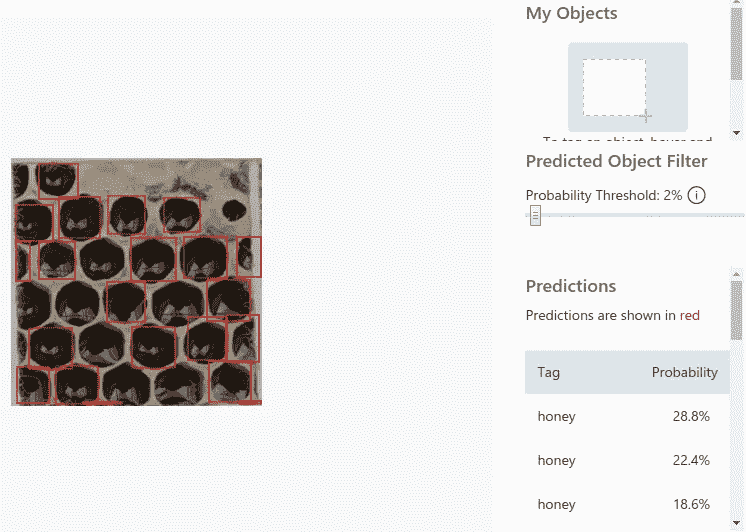 My Objects
To tag an object, hover and
Predicted Object Filter
Probability Threshold: 2%
Predictions
Predictions are shown in red
Tag Probability
honey 28.8%
honey 22.4%
honey 18.6%